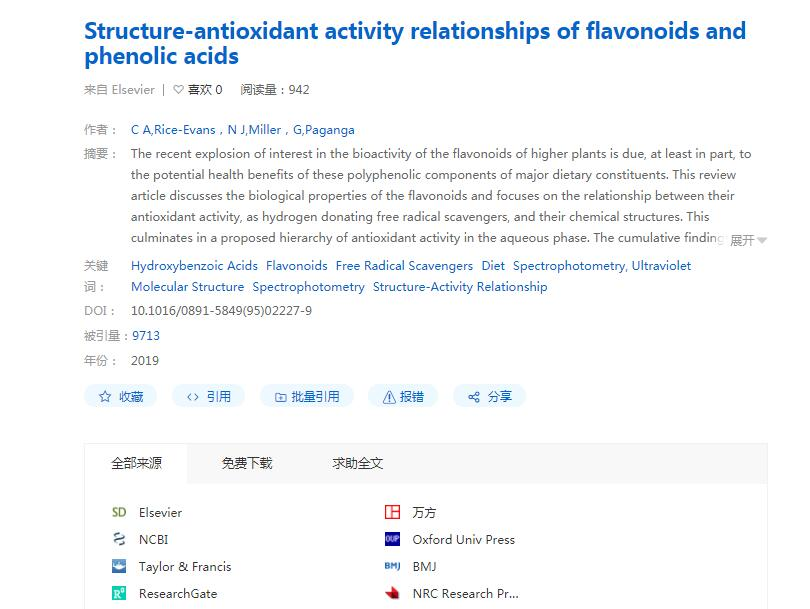 Structure-antioxidant activity relationships of flavonoids and
phenolic acids
来自 Elsevier | ♡ 喜欢 0 阅读量：942
作者： C A,Rice-Evans，N J,Miller，G,Paganga
摘要： The recent explosion of interest in the bioactivity of the flavonoids of higher plants is due, at least in part, to
the potential health benefits of these polyphenolic components of major dietary constituents. This review
article discusses the biological properties of the flavonoids and focuses on the relationship between their
antioxidant activity, as hydrogen donating free radical scavengers, and their chemical structures. This
culminates in a proposed hierarchy of antioxidant activity in the aqueous phase. The cumulative finding 展开
关键 Hydroxybenzoic Acids Flavonoids Free Radical Scavengers Diet Spectrophotometry, Ultraviolet
词： Molecular Structure Spectrophotometry Structure-Activity Relationship
DOI： 10.1016/0891-5849(95)02227-9
被引量： 9713
年份： 2019
收藏 引用 批量引用 报错 分享
全部来源 免费下载 求助全文
SD Elsevier 万方
NCBI OUP Oxford Univ Press
Taylor & Francis BMJ BMJ
R⁶ ResearchGate NRC Research Pr...